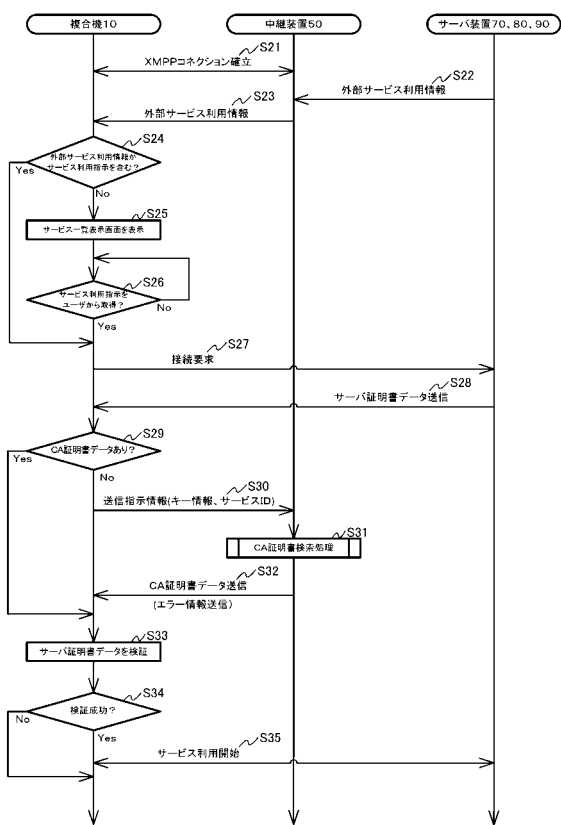 複合機10
中継装置50
サーバ装置70、80、90
S21
XMPPコネクション確立
S22
外部サービス利用情報
S23
外部サービス利用情報
S24
外部サービス利用情報が
サービス利用指示を含む?
Yes
No
S25
サービス一覧表示画面を表示
S26
サービス利用指示を
ユーザから取得?
No
Yes
S27
接続要求
S28
サーバ証明書データ送信
S29
CA証明書データあり?
Yes
No
S30
送信指示情報(キー情報、サービスID)
S31
CA証明書検索処理
S32
CA証明書データ送信
(エラー情報送信)
S33
サーバ証明書データを検証
S34
検証成功?
No
Yes
S35
サービス利用開始